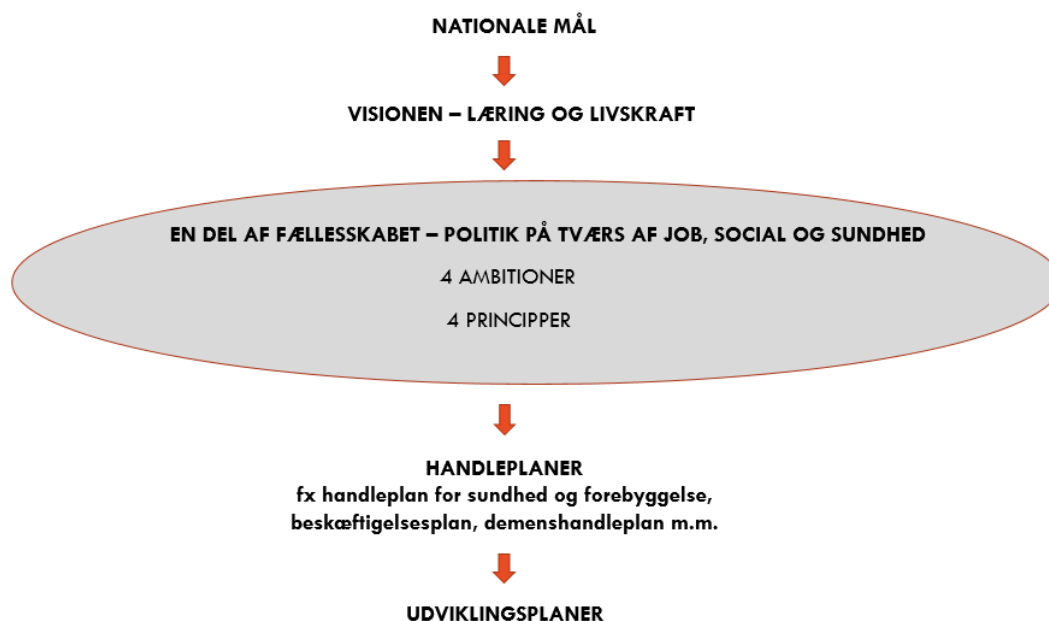 NATIONALE MÅL
VISIONEN – LÆRING OG LIVSKRAFT
EN DEL AF FÆLLESSKABET – POLITIK PÅ TVÆRS AF JOB, SOCIAL OG SUNDHED
4 AMBITIONER
4 PRINCIPPER
HANDLEPLANER
fx handleplan for sundhed og forebyggelse,
beskæftigelsesplan, demenshandleplan m.m.
UDVIKLINGSPLANER